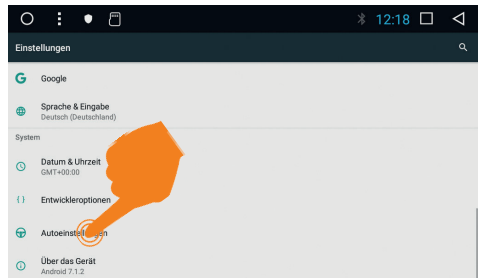 12:18
Einstellungen
Google
Sprache & Eingabe
Deutsch (Deutschland)
System
Datum & Uhrzeit
GMT+00:00
Entwickleroptionen
Autoeinstellungen
Über das Gerät
Android 7.1.2